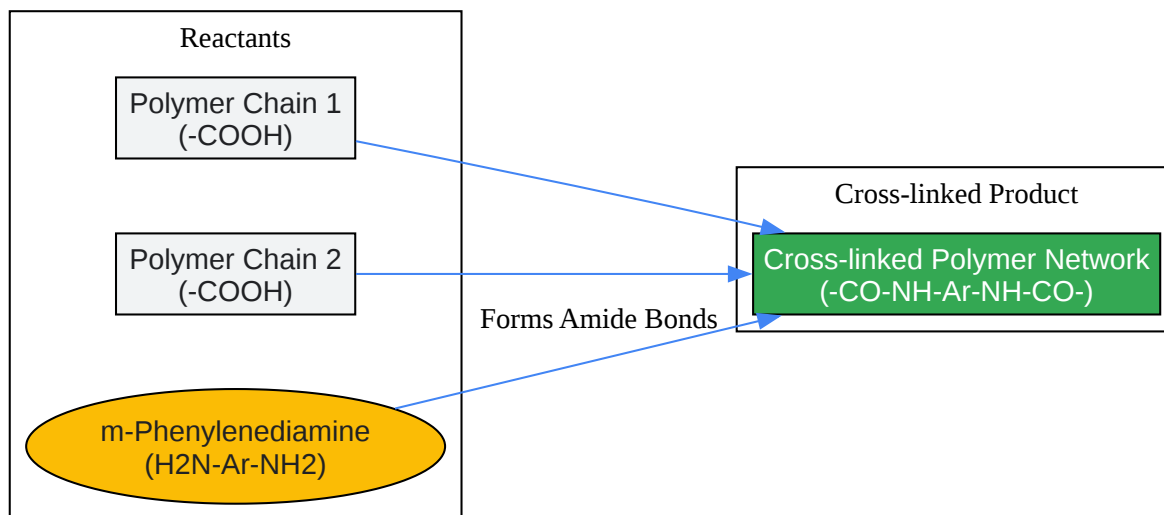 Reactants
Polymer Chain 1
(-COOH)
Polymer Chain 2
(-COOH)
m-Phenylenediamine
(H2N-Ar-NH2)
Forms Amide Bonds
Cross-linked Product
Cross-linked Polymer Network
(-CO-NH-Ar-NH-CO-)